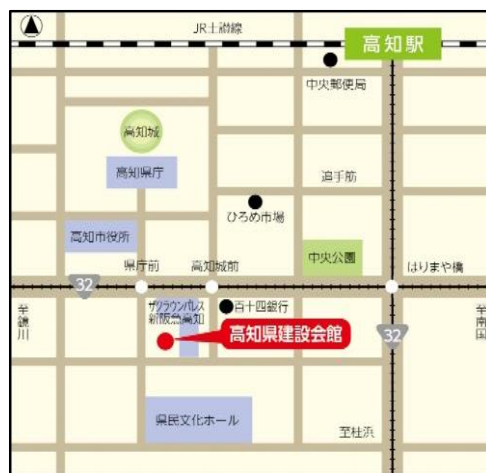 JR土讃線
高知駅
中央郵便局
高知城
高知県庁
追手筋
ひろめ市場
高知市役所
県庁前
高知城前
中央公園
はりまや橋
32
至鏡川
ザクラウンパレス
新阪急高知
百十四銀行
高知県建設会館
32
至南国
県民文化ホール
至桂浜